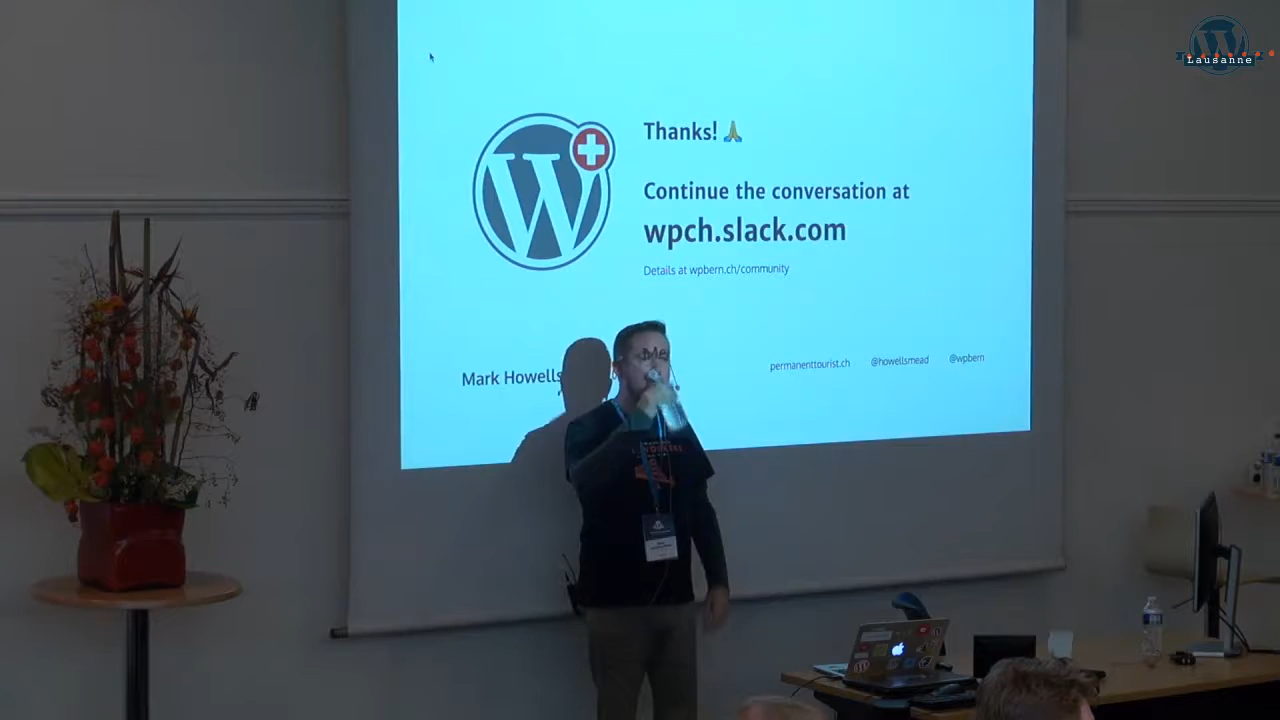 Lausanne
Thanks! 🙏
Continue the conversation at
wpch.slack.com
Details at wpbern.ch/community
Mark Howells
Me
permanenttourist.ch @howellsmead @wpbern